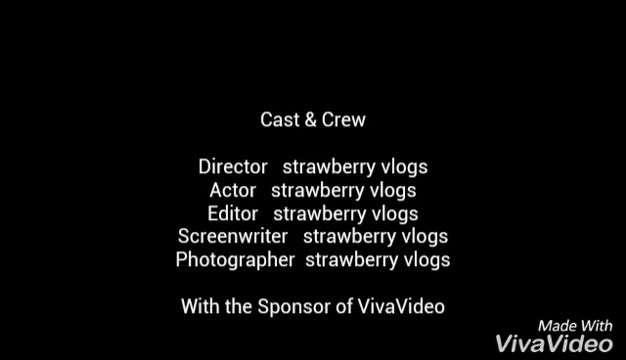 Cast & Crew
Director strawberry vlogs
Actor strawberry vlogs
Editor strawberry vlogs
Screenwriter strawberry vlogs
Photographer strawberry vlogs
With the Sponsor of VivaVideo
Made With
VivaVideo